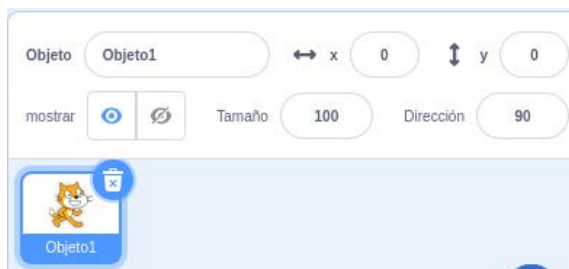 Objeto Objeto1 x 0 y 0
mostrar Tamaño 100 Dirección 90
Objeto1